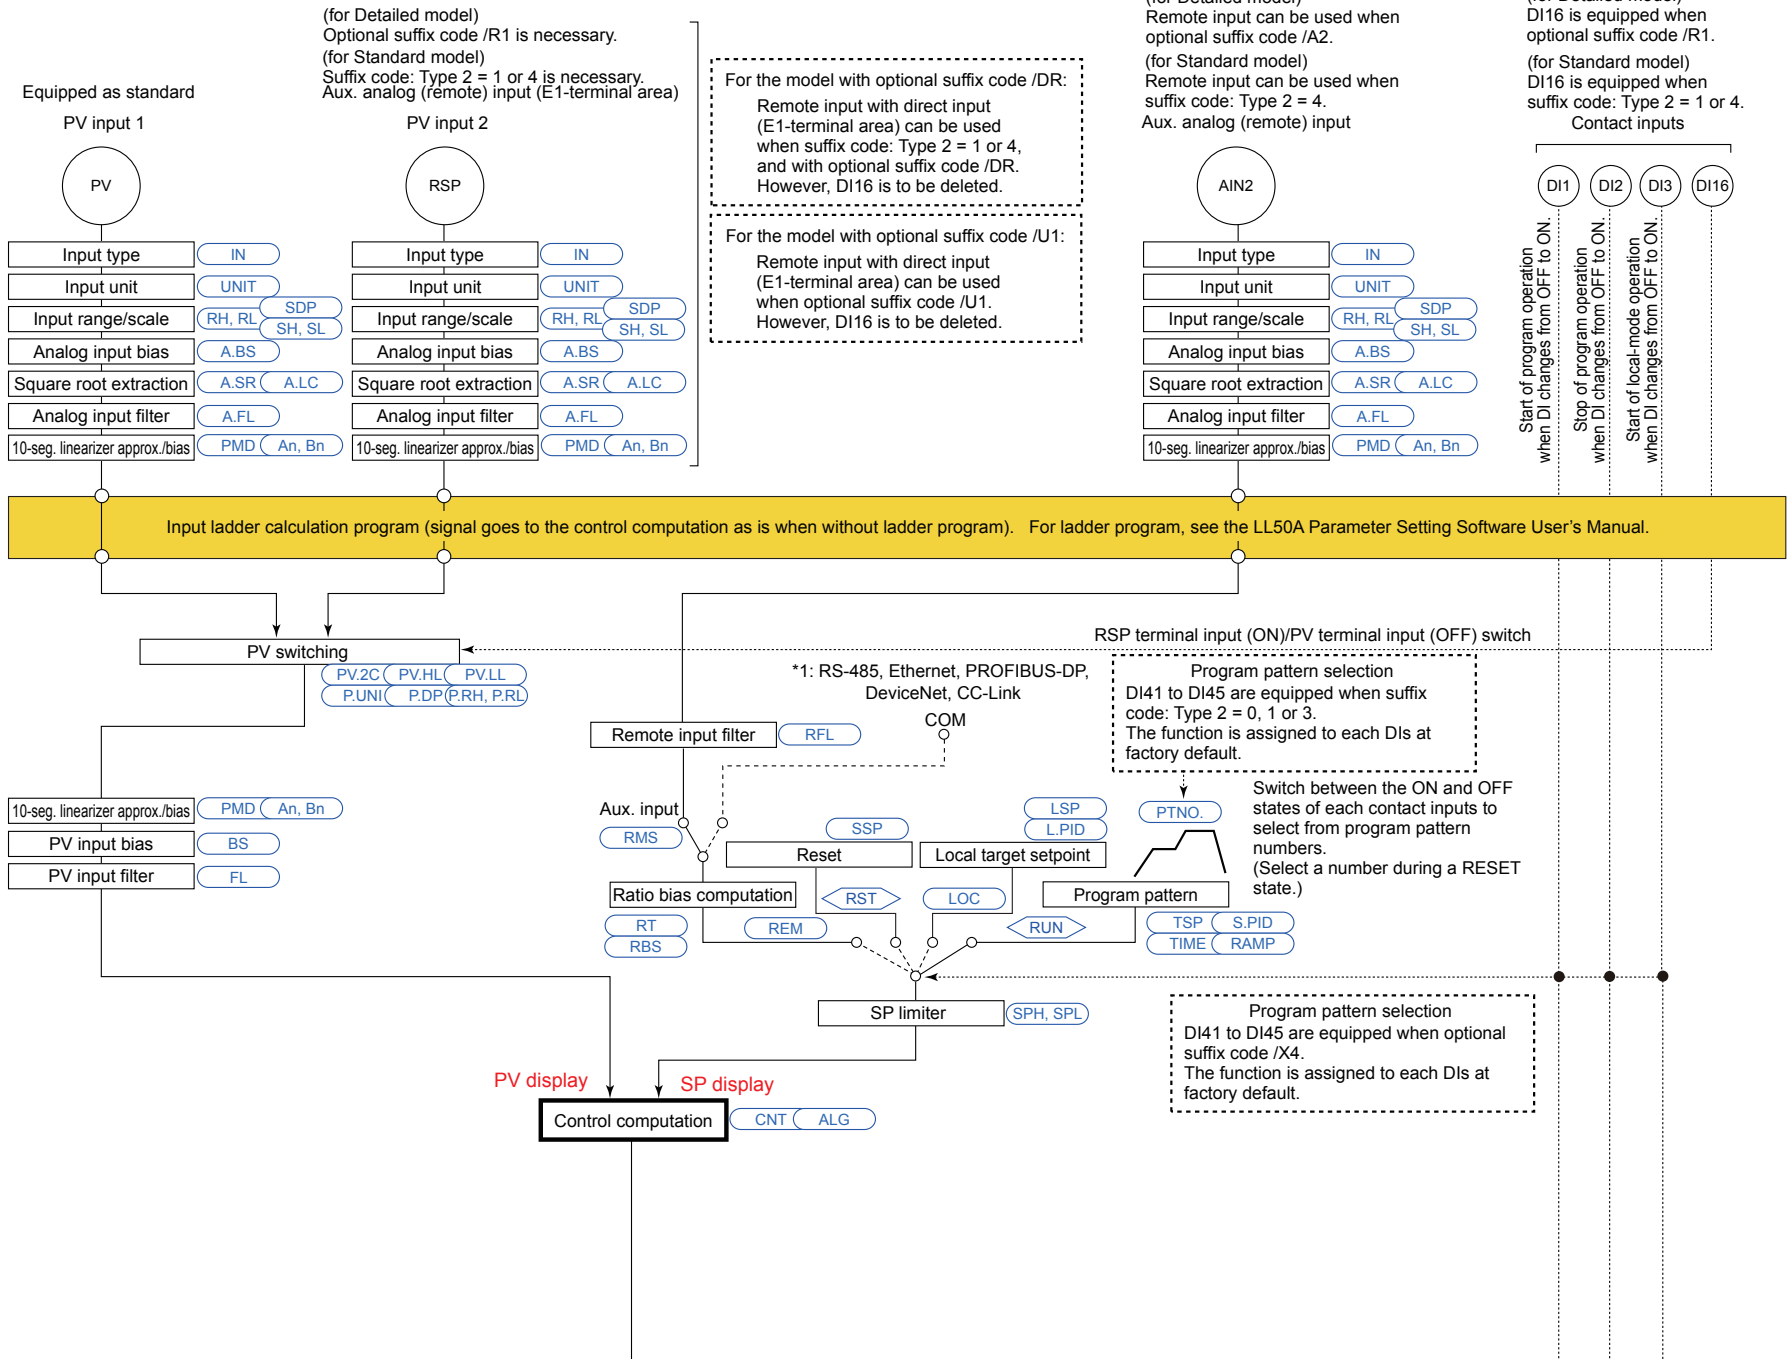 (for Detailed model)
Optional suffix code /R1 is necessary.
(for Standard model)
Suffix code: Type 2 = 1 or 4 is necessary.
Aux. analog (remote) input (E1-terminal area)
Equipped as standard
PV input 1
PV input 2
For the model with optional suffix code /DR:
Remote input with direct input
(E1-terminal area) can be used
when suffix code: Type 2 = 1 or 4,
and with optional suffix code /DR.
However, DI16 is to be deleted.
For the model with optional suffix code /U1:
Remote input with direct input
(E1-terminal area) can be used
when optional suffix code /U1.
However, DI16 is to be deleted.
(for Detailed model)
Remote input can be used when
optional suffix code /A2.
(for Standard model)
Remote input can be used when
suffix code: Type 2 = 4.
Aux. analog (remote) input
(for Detailed model)
DI16 is equipped when
optional suffix code /R1.
(for Standard model)
DI16 is equipped when
suffix code: Type 2 = 1 or 4.
Contact inputs
PV
RSP
AIN2
DI1
DI2
DI3
DI16
Input type
IN
Input unit
UNIT
Input range/scale
RH, RL
SDP
SH, SL
Analog input bias
A.BS
Square root extraction
A.SR
A.LC
Analog input filter
A.FL
10-seg. linearizer approx./bias
PMD
An, Bn
Input type
IN
Input unit
UNIT
Input range/scale
RH, RL
SDP
SH, SL
Analog input bias
A.BS
Square root extraction
A.SR
A.LC
Analog input filter
A.FL
10-seg. linearizer approx./bias
PMD
An, Bn
Input type
IN
Input unit
UNIT
Input range/scale
RH, RL
SDP
SH, SL
Analog input bias
A.BS
Square root extraction
A.SR
A.LC
Analog input filter
A.FL
10-seg. linearizer approx./bias
PMD
An, Bn
Start of program operation
when DI changes from OFF to ON.
Stop of program operation
when DI changes from OFF to ON.
Start of local-mode operation
when DI changes from OFF to ON.
Input ladder calculation program (signal goes to the control computation as is when without ladder program). For ladder program, see the LL50A Parameter Setting Software User's Manual.
PV switching
PV.2C
PV.HL
PV.LL
P.UNI
P.DP
P.RH, P.RL
RSP terminal input (ON)/PV terminal input (OFF) switch
*1: RS-485, Ethernet, PROFIBUS-DP,
DeviceNet, CC-Link
COM
Program pattern selection
DI41 to DI45 are equipped when suffix
code: Type 2 = 0, 1 or 3.
The function is assigned to each DIs at
factory default.
Remote input filter
RFL
10-seg. linearizer approx./bias
PMD
An, Bn
PV input bias
BS
PV input filter
FL
Aux. input
RMS
SSP
Reset
LSP
L.PID
Local target setpoint
PTNO.
Switch between the ON and OFF
states of each contact inputs to
select from program pattern
numbers.
(Select a number during a RESET
state.)
Ratio bias computation
RT
RBS
RST
LOC
Program pattern
REM
RUN
TSP
S.PID
TIME
RAMP
SP limiter
SPH, SPL
Program pattern selection
DI41 to DI45 are equipped when optional
suffix code /X4.
The function is assigned to each DIs at
factory default.
PV display
SP display
Control computation
CNT
ALG